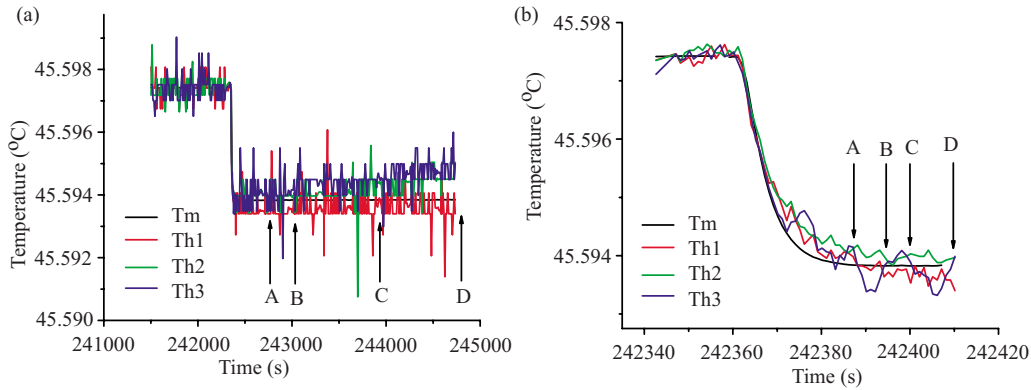 (a)
45.598
45.596
45.594
45.592
45.590
Temperature (°C)
Tm
Th1
Th2
Th3
A
B
C
D
241000
242000
243000
244000
245000
Time (s)
(b)
45.598
45.596
45.594
Temperature (°C)
A
B
C
D
Tm
Th1
Th2
Th3
242340
242360
242380
242400
242420
Time (s)